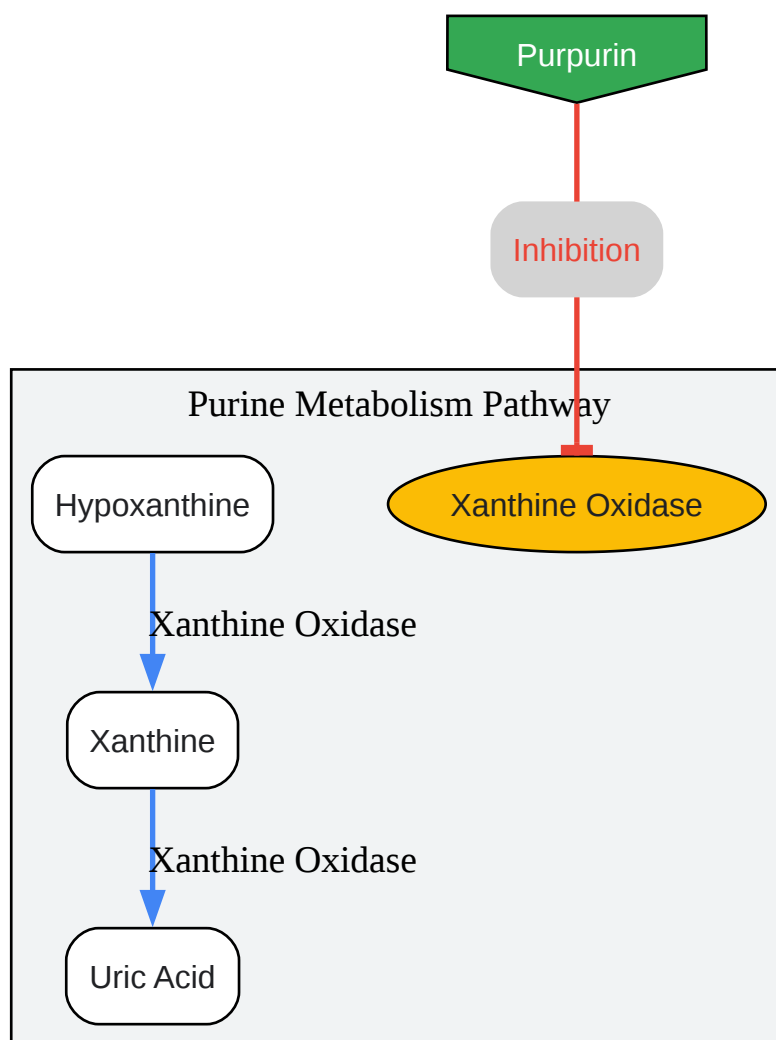 Purpurin
Inhibition
Purine Metabolism Pathway
Hypoxanthine
Xanthine Oxidase
Xanthine Oxidase
Xanthine
Xanthine Oxidase
Uric Acid